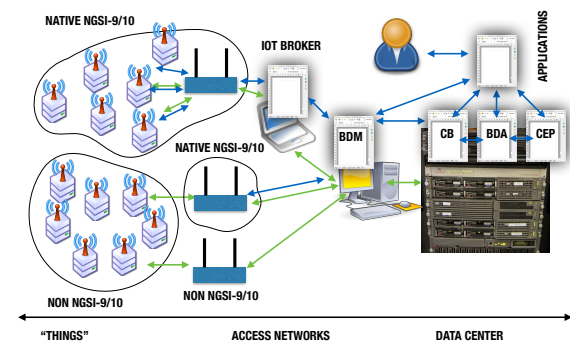 NATIVE NGSI-9/10
IOT BROKER
APPLICATIONS
BDM
CB
BDA
CEP
NATIVE NGSI-9/10
NON NGSI-9/10
NON NGSI-9/10
"THINGS"
ACCESS NETWORKS
DATA CENTER